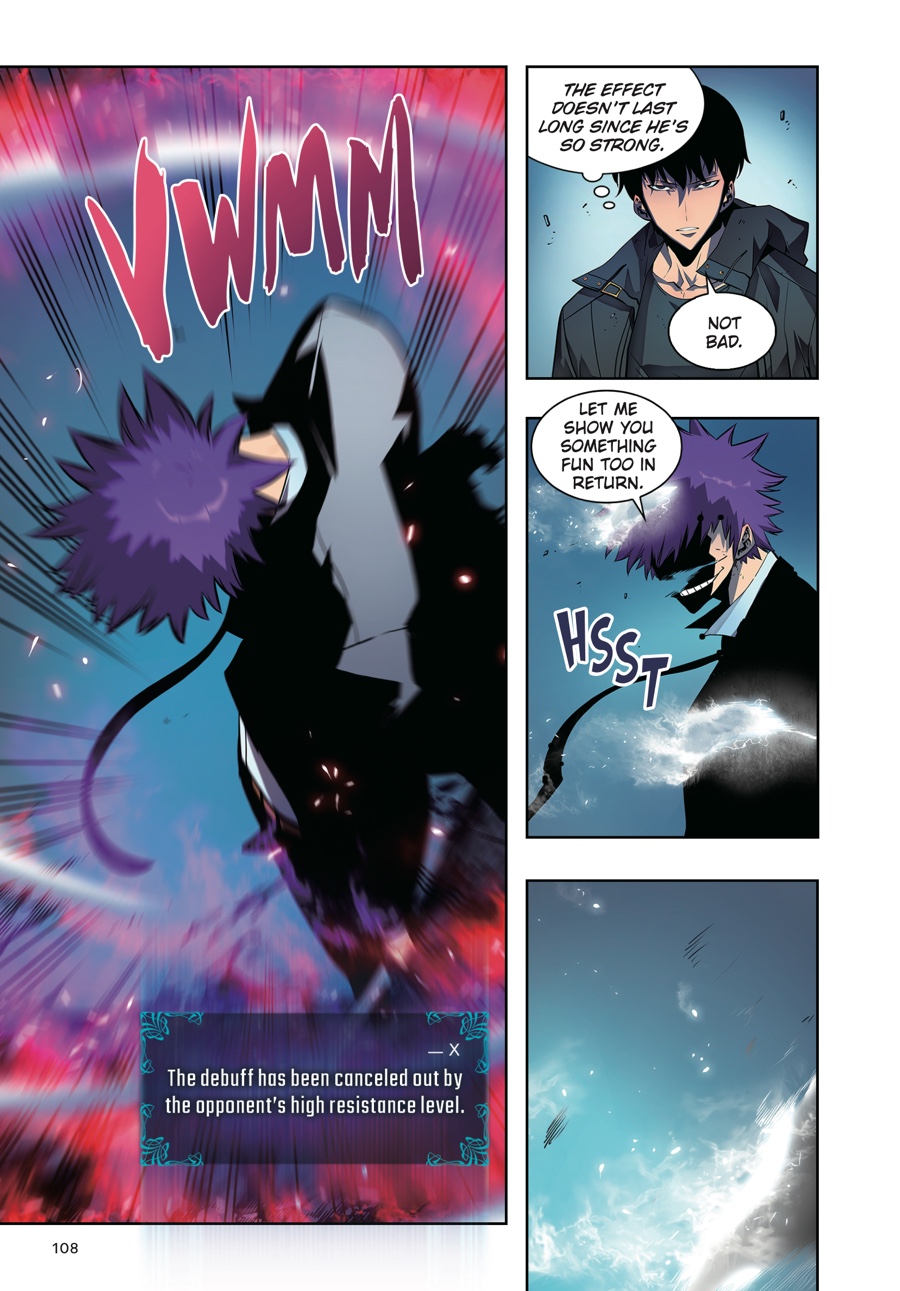 VWMM
— X
The debuff has been canceled out by
the opponent's high resistance level.
THE EFFECT
DOESN'T LAST
LONG SINCE HE'S
SO STRONG.
NOT
BAD.
LET ME
SHOW YOU
SOMETHING
FUN TOO IN
RETURN.
HSST
108